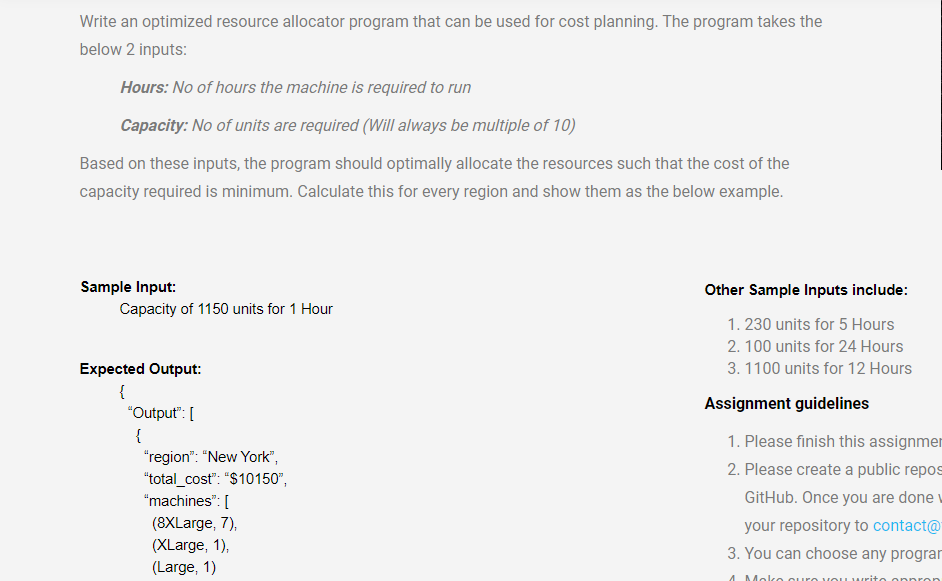 Write an optimized resource allocator program that can be used for cost planning. The program takes the
below 2 inputs:
Hours: No of hours the machine is required to run
Capacity: No of units are required (Will always be multiple of 10)
Based on these inputs, the program should optimally allocate the resources such that the cost of the
capacity required is minimum. Calculate this for every region and show them as the below example.
Sample Input:
Capacity of 1150 units for 1 Hour
Expected Output:
{
“Output”: [
{
“region”: “New York”,
“total_cost”: “$10150”,
“machines”: [
(8XLarge, 7),
(XLarge, 1),
(Large, 1)
Other Sample Inputs include:
1. 230 units for 5 Hours
2. 100 units for 24 Hours
3. 1100 units for 12 Hours
Assignment guidelines
1. Please finish this assignmen
2. Please create a public repos
GitHub. Once you are done
your repository to contact@
3. You can choose any program
4. Make sure you write